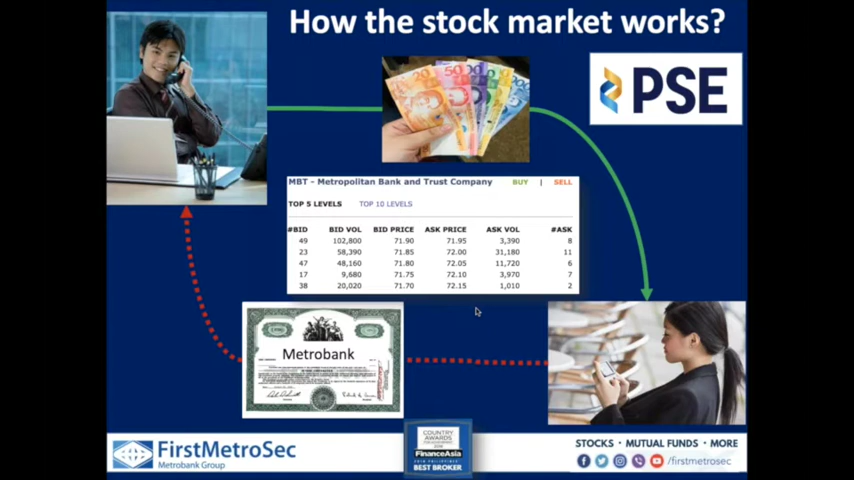 How the stock market works?
PSE
MBT - Metropolitan Bank and Trust Company BUY | SELL
TOP 5 LEVELS TOP 10 LEVELS
#BID BID VOL BID PRICE ASK PRICE ASK VOL #ASK
49 102,800 71.90 71.95 3,390 8
23 58,390 71.85 72.00 31,180 11
47 48,160 71.80 72.05 11,720 6
17 9,680 71.75 72.10 3,970 7
38 20,020 71.70 72.15 1,010 2
Metrobank
FirstMetroSec
Metrobank Group
COUNTRY
AWARDS
FinanceAsia
BEST BROKER
STOCKS · MUTUAL FUNDS · MORE
/firstmetrosec